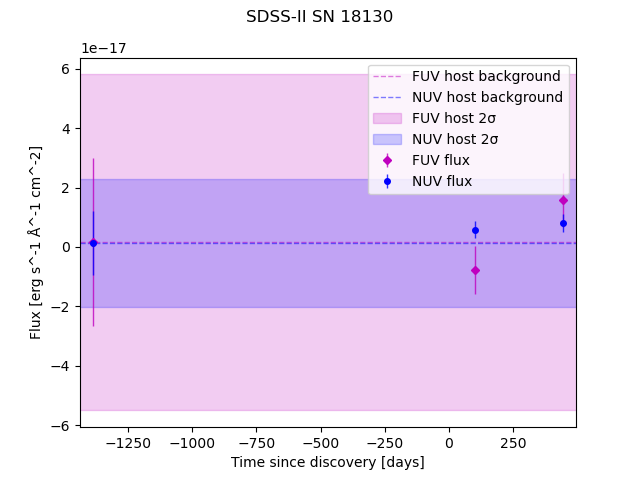 SDSS-II SN 18130
1e−17
6
4
2
0
−2
−4
−6
Flux [erg s^-1 Å^-1 cm^-2]
FUV host background
NUV host background
FUV host 2σ
NUV host 2σ
FUV flux
NUV flux
−1250 −1000 −750 −500 −250 0 250
Time since discovery [days]